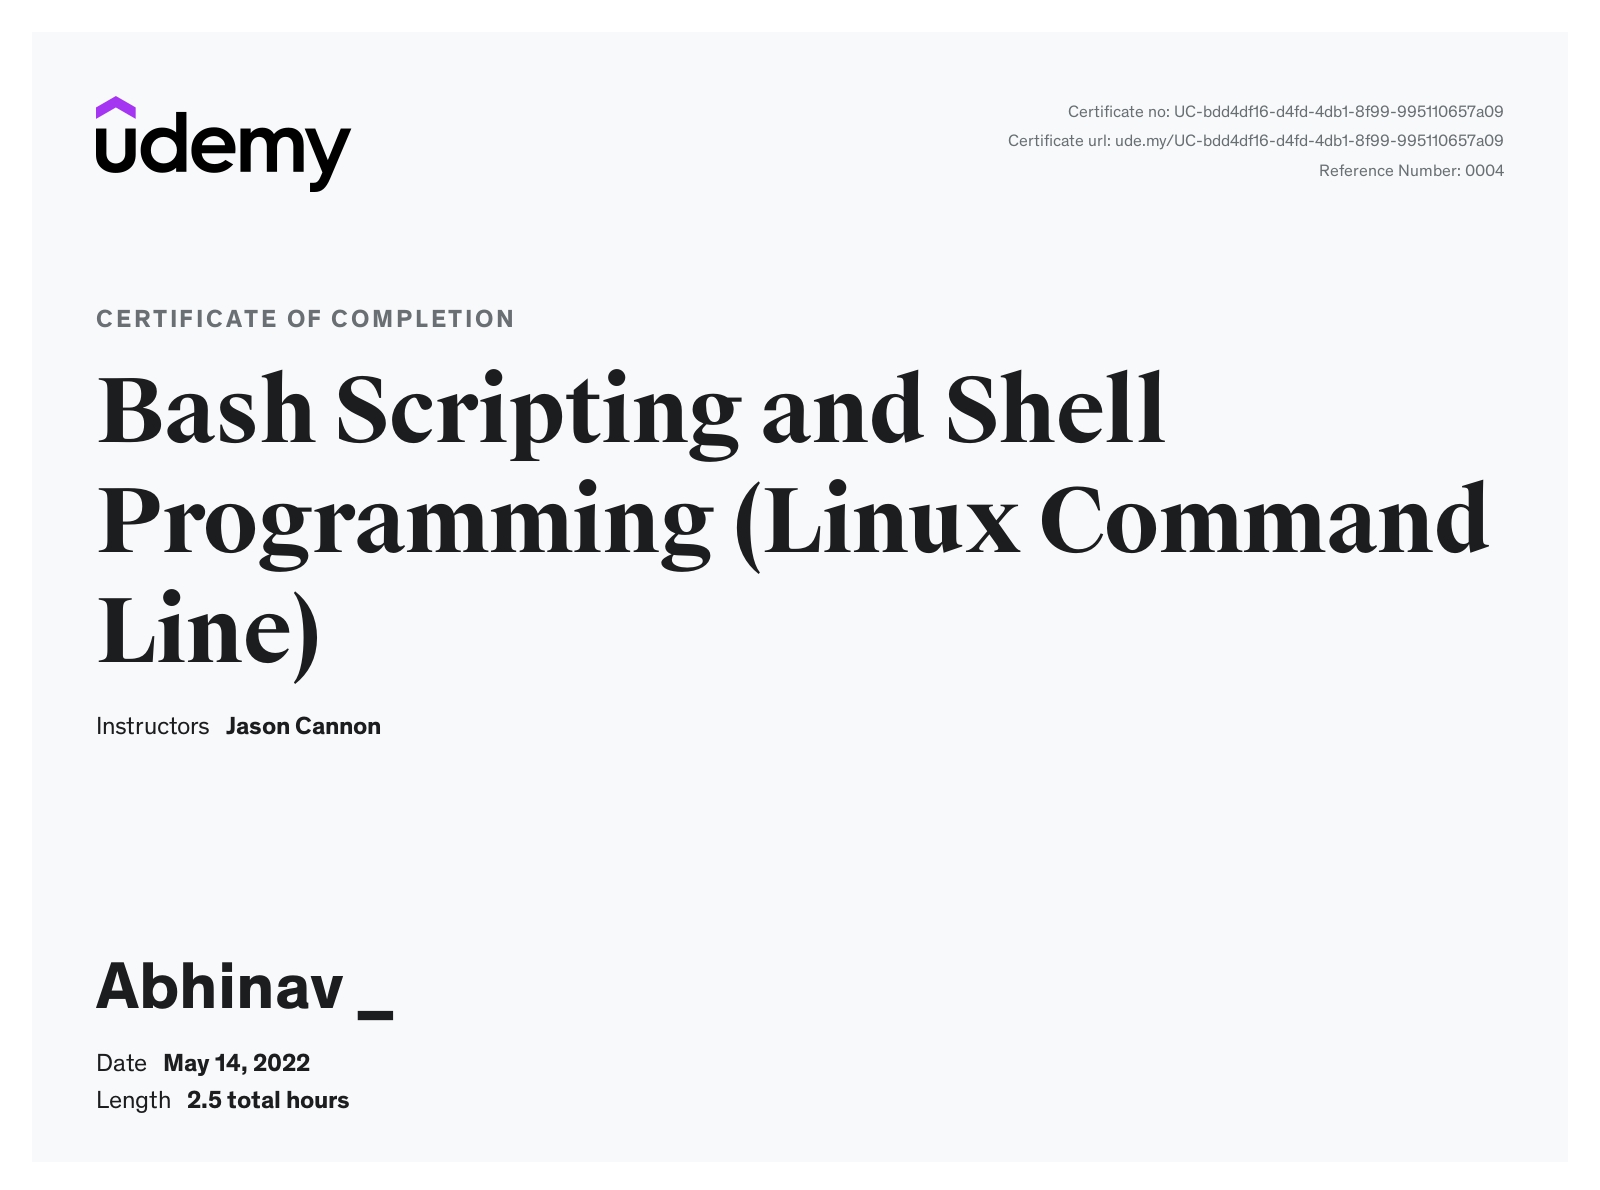 udemy
Certificate no: UC-bdd4df16-d4fd-4db1-8f99-995110657a09
Certificate url: ude.my/UC-bdd4df16-d4fd-4db1-8f99-995110657a09
Reference Number: 0004
CERTIFICATE OF COMPLETION
Bash Scripting and Shell
Programming (Linux Command
Line)
Instructors Jason Cannon
Abhinav _
Date May 14, 2022
Length 2.5 total hours